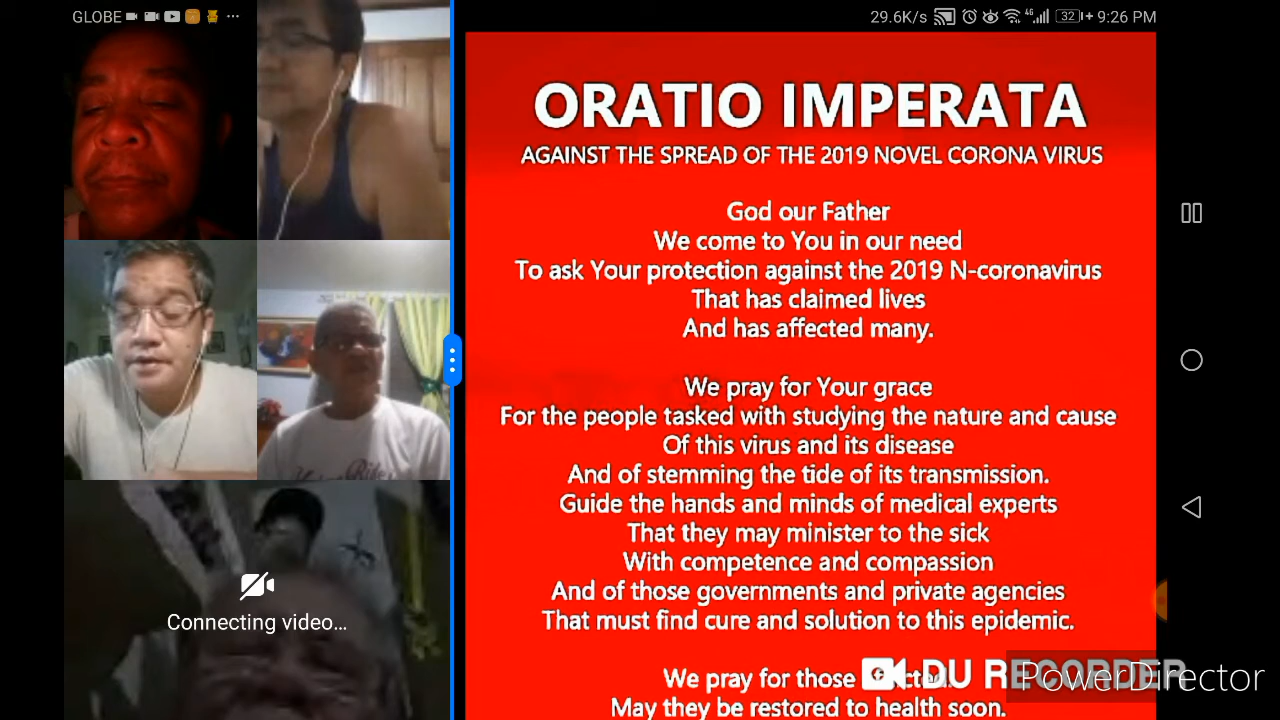 GLOBE
29.6K/s 4G 32 9:26 PM
ORATIO IMPERATA
AGAINST THE SPREAD OF THE 2019 NOVEL CORONA VIRUS
God our Father
We come to You in our need
To ask Your protection against the 2019 N-coronavirus
That has claimed lives
And has affected many.
We pray for Your grace
For the people tasked with studying the nature and cause
Of this virus and its disease
And of stemming the tide of its transmission.
Guide the hands and minds of medical experts
That they may minister to the sick
With competence and compassion
And of those governments and private agencies
That must find cure and solution to this epidemic.
We pray for those
May they be restored to health soon.
Connecting video...
DU RECORDER
PowerDirector